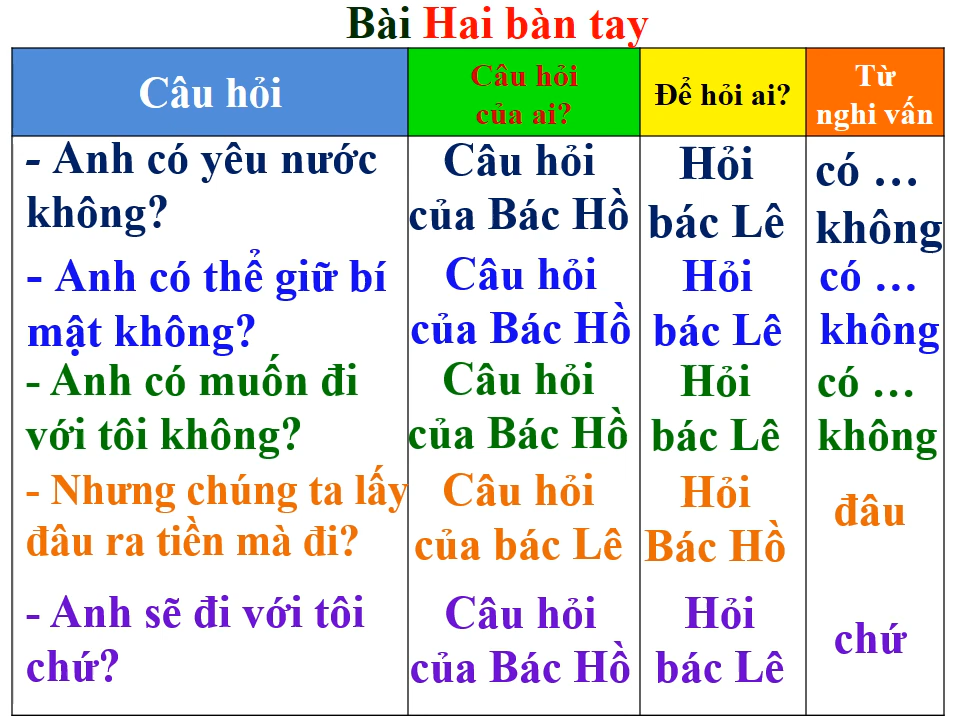 Bài Hai bàn tay
Câu hỏi
Câu hỏi
của ai?
Để hỏi ai?
Từ
nghi vấn
- Anh có yêu nước
không?
Câu hỏi
của Bác Hồ
Hỏi
bác Lê
có ...
không
- Anh có thể giữ bí
mật không?
Câu hỏi
của Bác Hồ
Hỏi
bác Lê
có ...
không
- Anh có muốn đi
với tôi không?
Câu hỏi
của Bác Hồ
Hỏi
bác Lê
có ...
không
- Nhưng chúng ta lấy
đâu ra tiền mà đi?
Câu hỏi
của bác Lê
Hỏi
Bác Hồ
đâu
- Anh sẽ đi với tôi
chứ?
Câu hỏi
của Bác Hồ
Hỏi
bác Lê
chứ